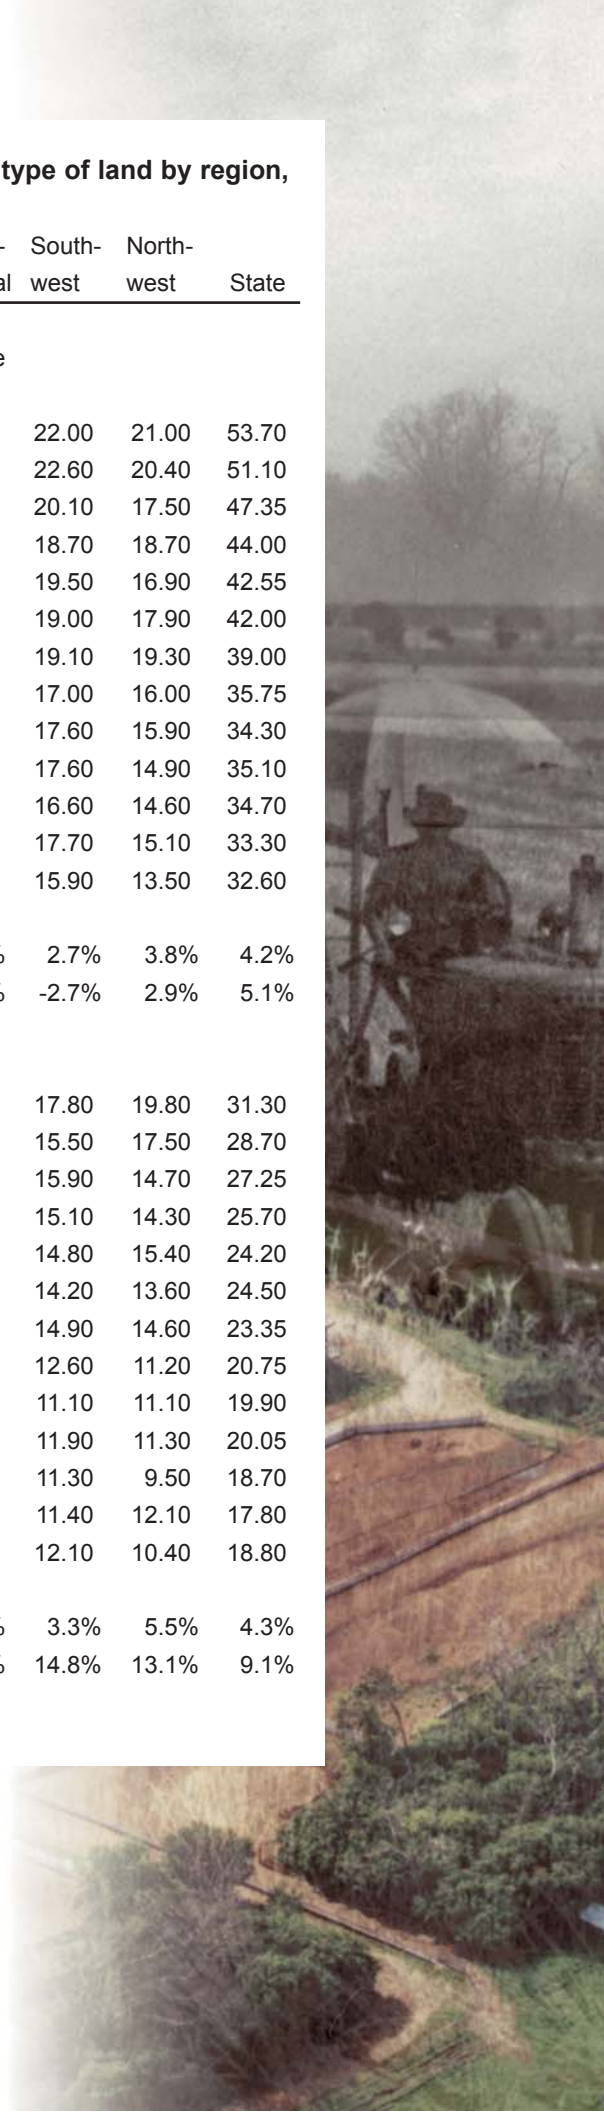 type of land by region,
- South- North-
al west west State
e
22.00 21.00 53.70
22.60 20.40 51.10
20.10 17.50 47.35
18.70 18.70 44.00
19.50 16.90 42.55
19.00 17.90 42.00
19.10 19.30 39.00
17.00 16.00 35.75
17.60 15.90 34.30
17.60 14.90 35.10
16.60 14.60 34.70
17.70 15.10 33.30
15.90 13.50 32.60
% 2.7% 3.8% 4.2%
% -2.7% 2.9% 5.1%
17.80 19.80 31.30
15.50 17.50 28.70
15.90 14.70 27.25
15.10 14.30 25.70
14.80 15.40 24.20
14.20 13.60 24.50
14.90 14.60 23.35
12.60 11.20 20.75
11.10 11.10 19.90
11.90 11.30 20.05
11.30 9.50 18.70
11.40 12.10 17.80
12.10 10.40 18.80
% 3.3% 5.5% 4.3%
% 14.8% 13.1% 9.1%